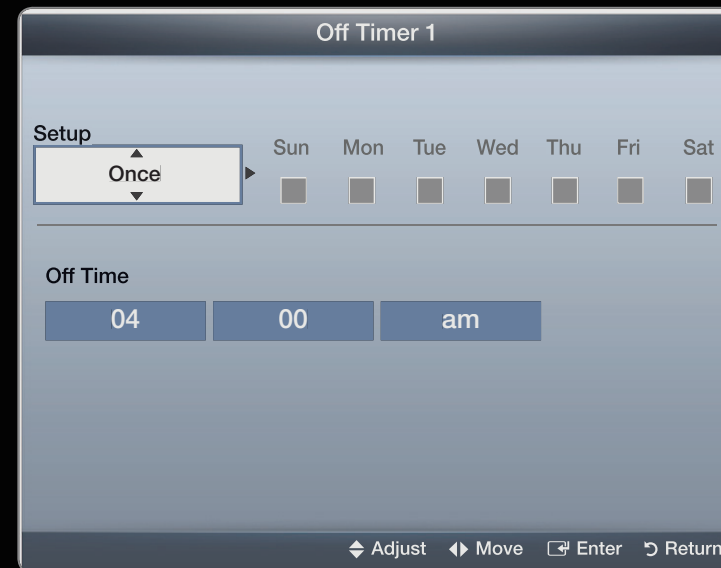 Off Timer 1
Setup
Once
Sun Mon Tue Wed Thu Fri Sat
Off Time
04 00 am
Adjust Move Enter Return